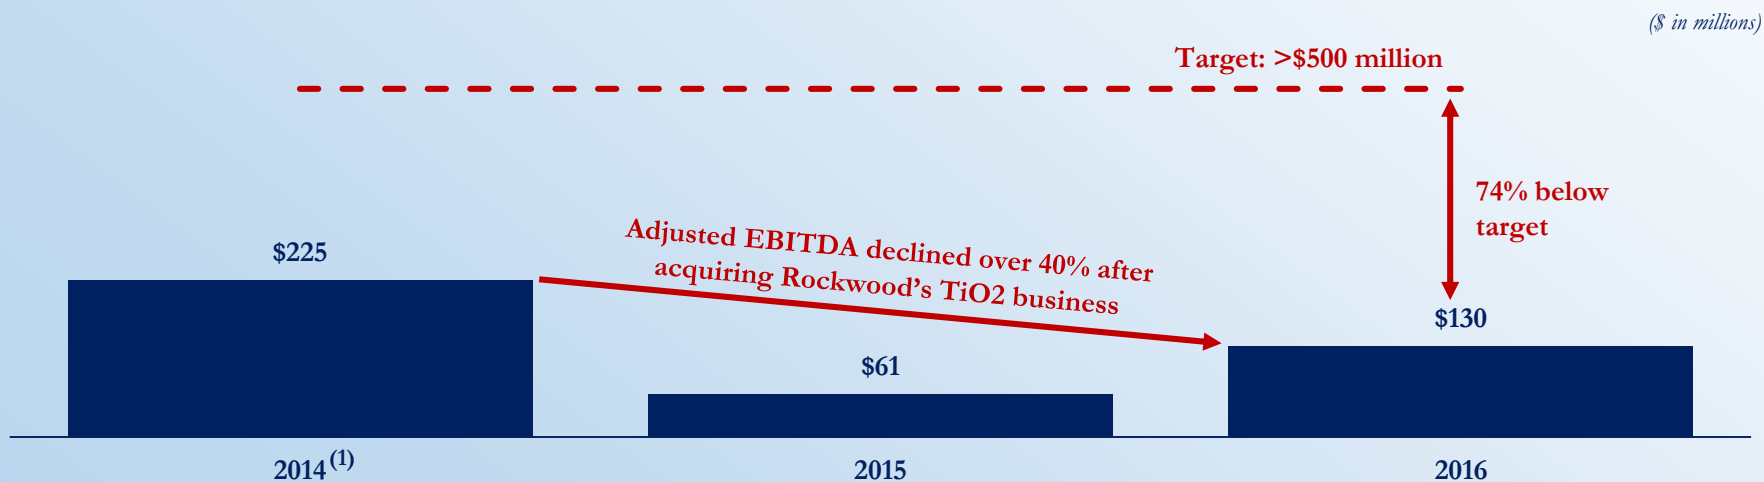 ($ in millions)
Target: >$500 million
74% below
target
Adjusted EBITDA declined over 40% after
acquiring Rockwood’s TiO2 business
$225
$61
$130
2014 (1)
2015
2016